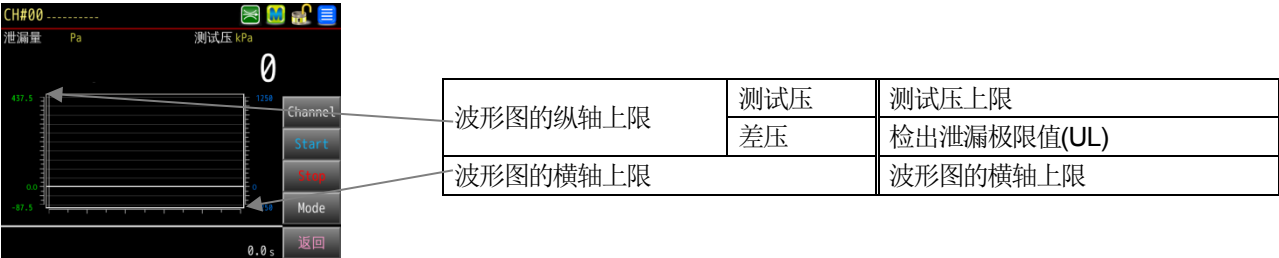 CH#00 ----------
M
泄漏量 Pa 测试压 kPa
0
437.5 1250
Channel
Start
0.0 0
Stop
-87.5
Mode
0.0 s
返回
波形图的纵轴上限 测试压 测试压上限
差压 检出泄漏极限值(UL)
波形图的横轴上限 波形图的横轴上限